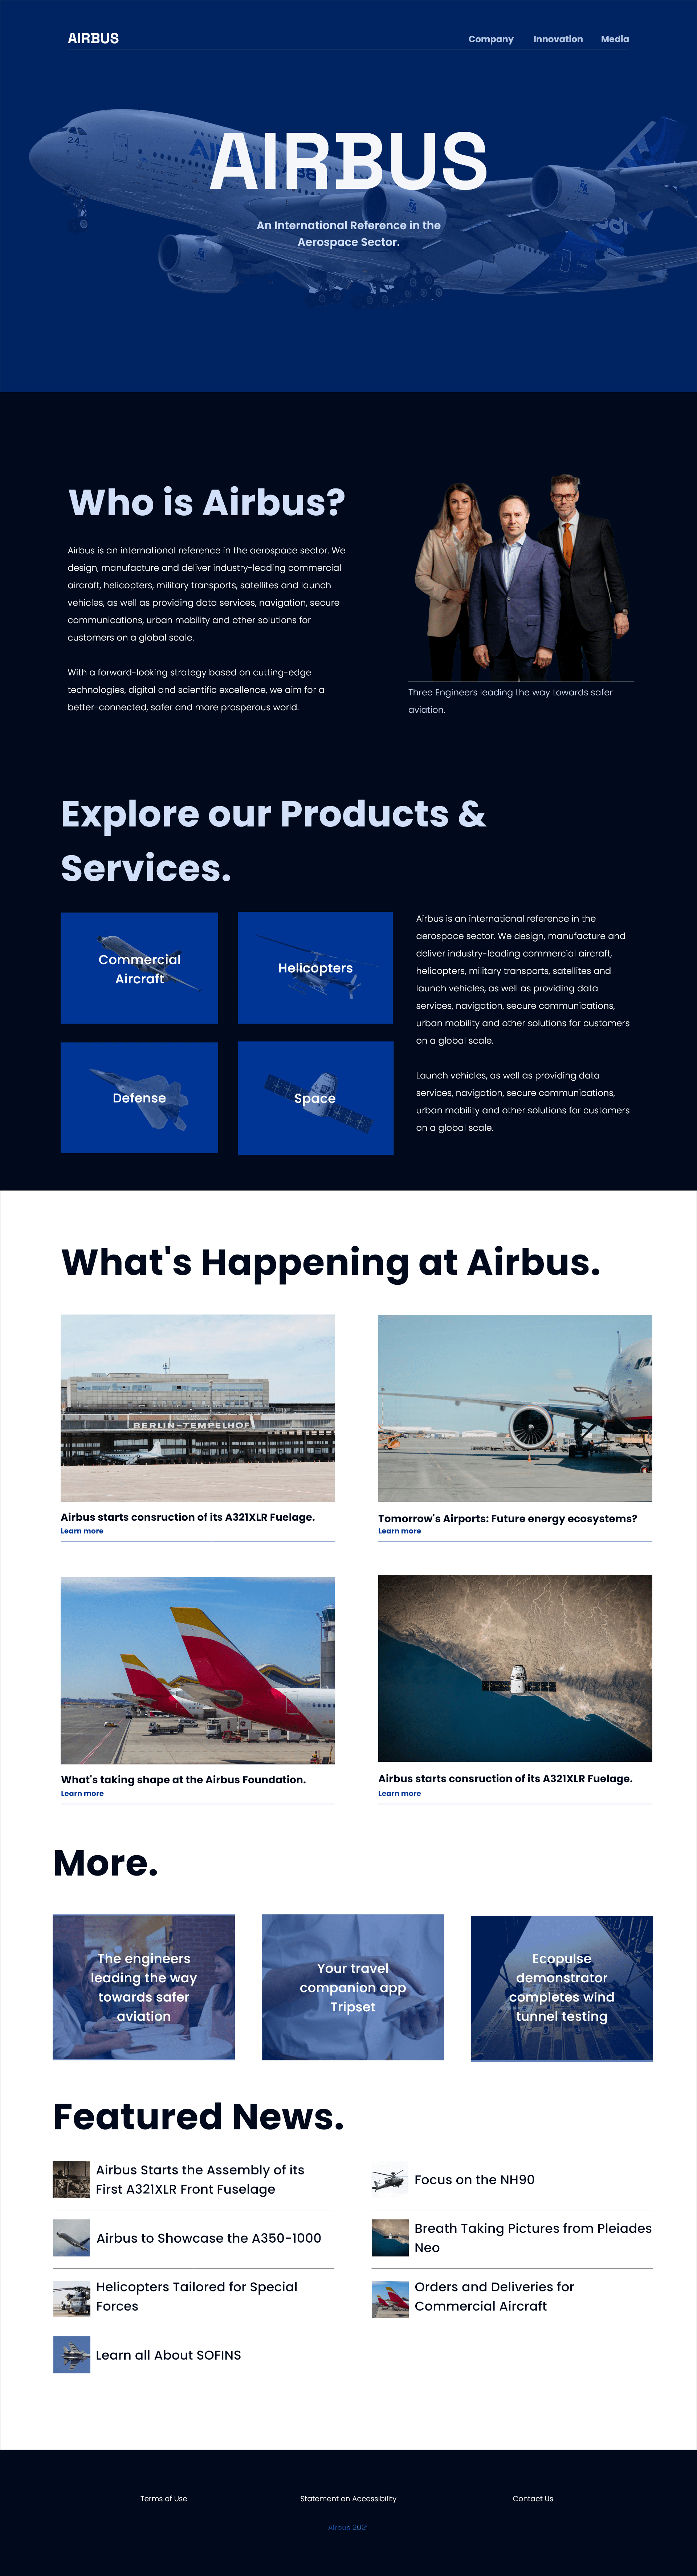 AIRBUS
Company
Innovation
Media
24
AIRBUS
An International Reference in the
Aerospace Sector.
Who is Airbus?
Airbus is an international reference in the aerospace sector. We
design, manufacture and deliver industry-leading commercial
aircraft, helicopters, military transports, satellites and launch
vehicles, as well as providing data services, navigation, secure
communications, urban mobility and other solutions for
customers on a global scale.
With a forward-looking strategy based on cutting-edge
technologies, digital and scientific excellence, we aim for a
better-connected, safer and more prosperous world.
Three Engineers leading the way towards safer
aviation.
Explore our Products &
Services.
Commercial
Aircraft
Helicopters
Defense
Space
Airbus is an international reference in the
aerospace sector. We design, manufacture and
deliver industry-leading commercial aircraft,
helicopters, military transports, satellites and
launch vehicles, as well as providing data
services, navigation, secure communications,
urban mobility and other solutions for customers
on a global scale.
Launch vehicles, as well as providing data
services, navigation, secure communications,
urban mobility and other solutions for customers
on a global scale.
What's Happening at Airbus.
BERLIN-TEMPELHOF
Airbus starts consruction of its A321XLR Fuelage.
Learn more
Tomorrow's Airports: Future energy ecosystems?
Learn more
What's taking shape at the Airbus Foundation.
Learn more
Airbus starts consruction of its A321XLR Fuelage.
Learn more
More.
The engineers
leading the way
towards safer
aviation
Your travel
companion app
Tripset
Ecopulse
demonstrator
completes wind
tunnel testing
Featured News.
Airbus Starts the Assembly of its
First A321XLR Front Fuselage
Focus on the NH90
Airbus to Showcase the A350-1000
Breath Taking Pictures from Pleiades
Neo
Helicopters Tailored for Special
Forces
Orders and Deliveries for
Commercial Aircraft
Learn all About SOFINS
Terms of Use
Statement on Accessibility
Contact Us
Airbus 2021